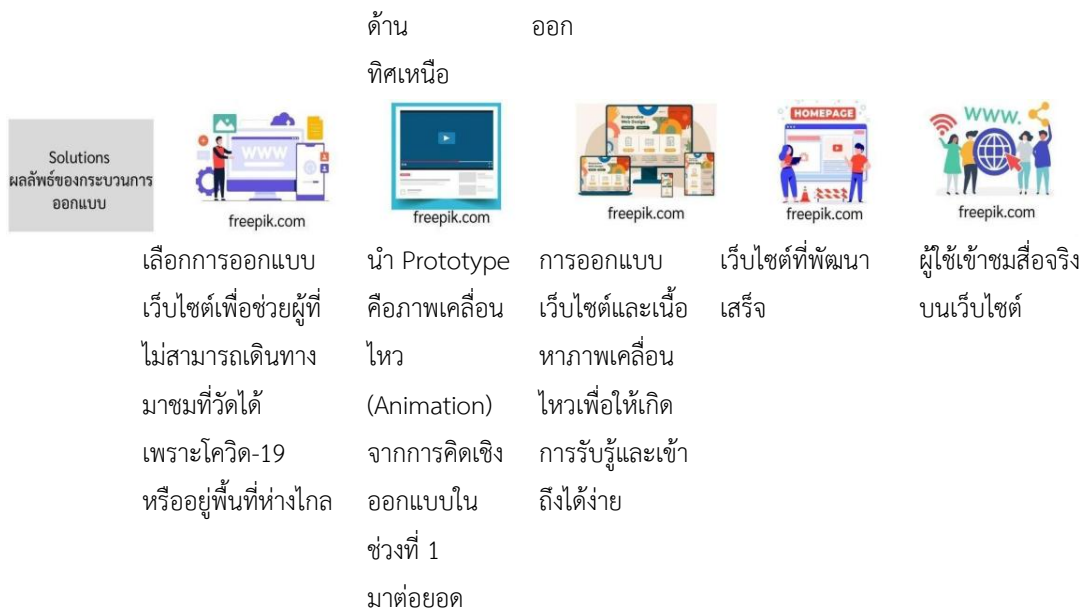 ด้าน
ทิศเหนือ
ออก
Solutions
ผลลัพธ์ของกระบวนการ
ออกแบบ
WWW
freepik.com
freepik.com
Responsive
Web Design
freepik.com
HOMEPAGE
freepik.com
WWW.
freepik.com
เลือกการออกแบบ
เว็บไซต์เพื่อช่วยผู้ที่
ไม่สามารถเดินทาง
มาชมที่วัดได้
เพราะโควิด-19
หรืออยู่พื้นที่ห่างไกล
นำ Prototype
คือภาพเคลื่อน
ไหว
(Animation)
จากการคิดเชิง
ออกแบบใน
ช่วงที่ 1
มาต่อยอด
การออกแบบ
เว็บไซต์และเนื้อ
หาภาพเคลื่อน
ไหวเพื่อให้เกิด
การรับรู้และเข้า
ถึงได้ง่าย
เว็บไซต์ที่พัฒนา
เสร็จ
ผู้ใช้เข้าชมสื่อจริง
บนเว็บไซต์